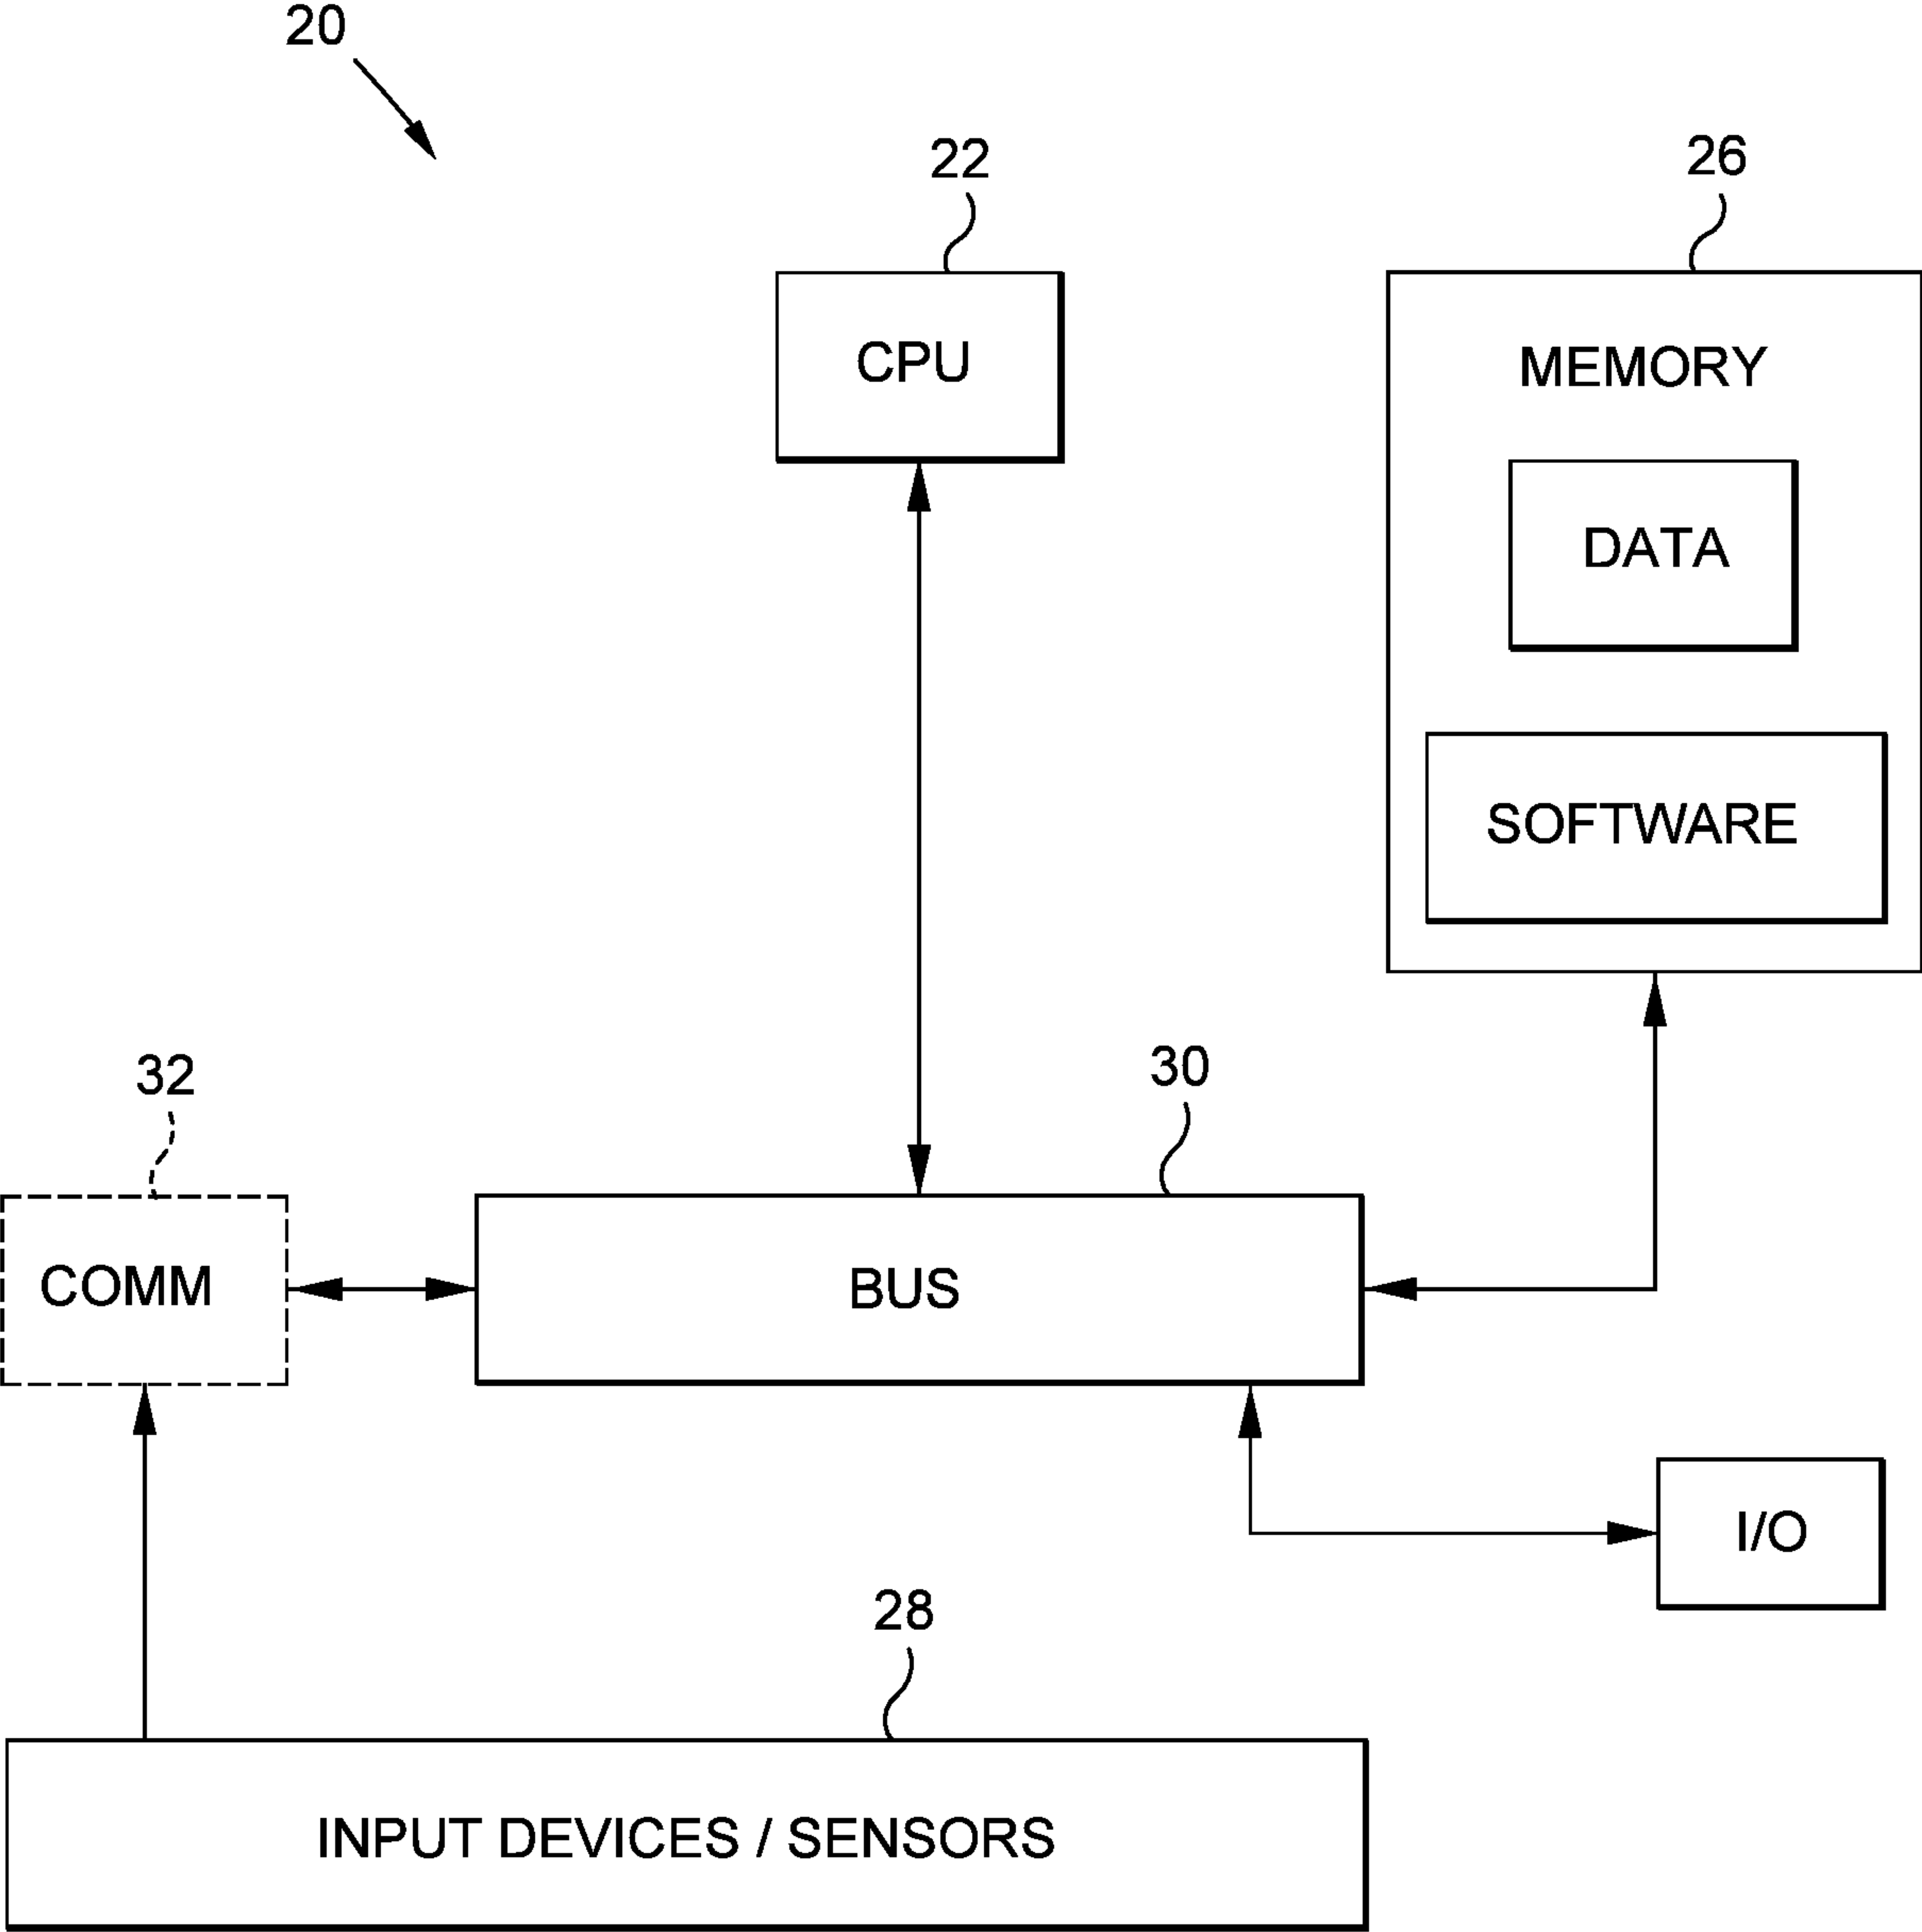 20
22
26
CPU
MEMORY
DATA
SOFTWARE
32
30
COMM
BUS
I/O
28
INPUT DEVICES / SENSORS